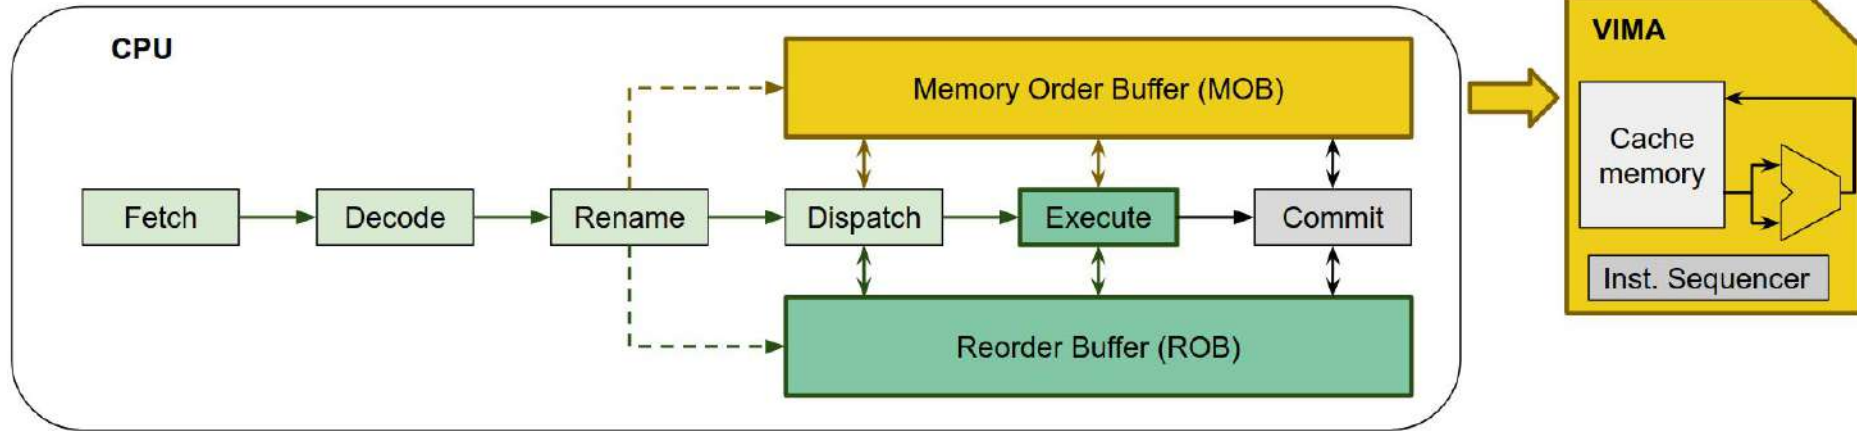 CPU
Memory Order Buffer (MOB)
Fetch
Decode
Rename
Dispatch
Execute
Commit
Reorder Buffer (ROB)
VIMA
Cache
memory
Inst. Sequencer